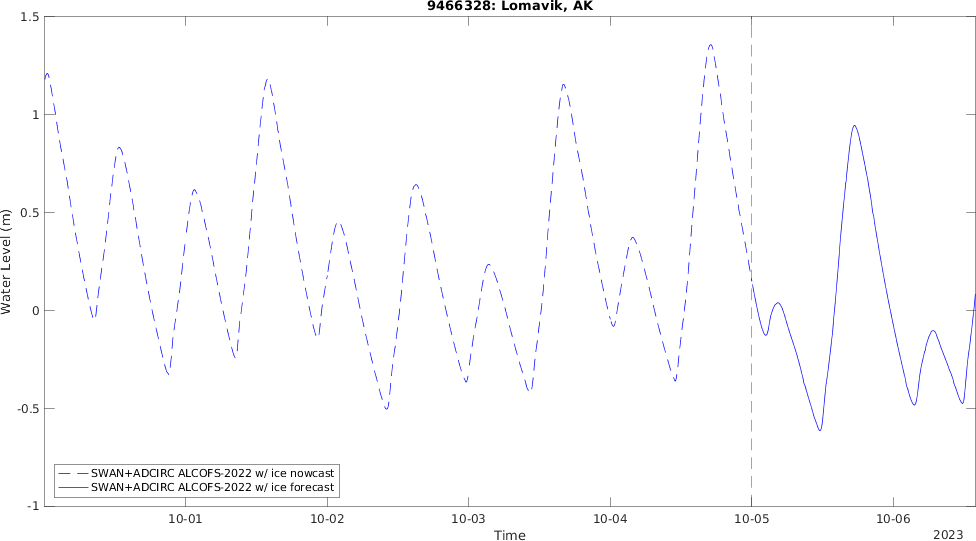 9466328: Lomavik, AK
1.5
1
0.5
0
-0.5
-1
Water Level (m)
SWAN+ADCIRC ALCOFS-2022 w/ ice nowcast
SWAN+ADCIRC ALCOFS-2022 w/ ice forecast
10-01
10-02
10-03
10-04
10-05
10-06
Time
2023